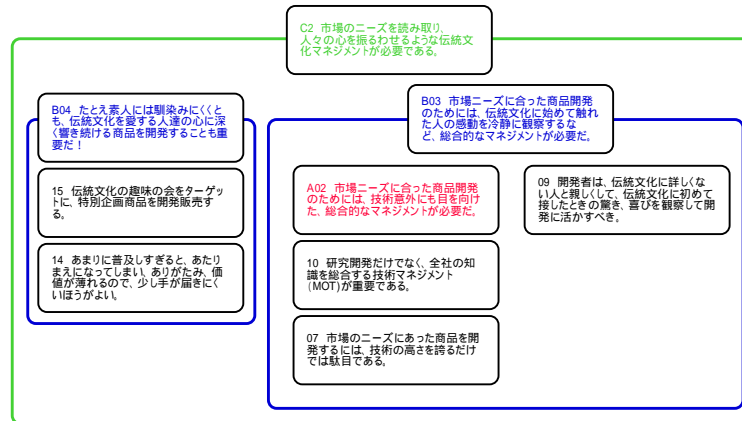 C2 市場のニーズを読み取り、
人々の心を振るわせるような伝統文
化マネジメントが必要である。
B04 たとえ素人には馴染みにくくと
も、伝統文化を愛する人達の心に深
く響き続ける商品を開発することも重
要だ！
15 伝統文化の趣味の会をターゲッ
トに、特別企画商品を開発販売す
る。
14 あまりに普及しすぎると、あたり
まえになってしまい、ありがたみ、価
値が薄れるので、少し手が届きにく
いほうがよい。
B03 市場ニーズに合った商品開発
のためには、伝統文化に始めて触れ
た人の感動を冷静に観察するな
ど、総合的なマネジメントが必要だ。
A02 市場ニーズに合った商品開発
のためには、技術意外にも目を向け
た、総合的なマネジメントが必要だ。
10 研究開発だけでなく、全社の知
識を総合する技術マネジメント
(MOT)が重要である。
07 市場のニーズにあった商品を開
発するには、技術の高さを誇るだけ
では駄目である。
09 開発者は、伝統文化に詳しくな
い人と親しくして、伝統文化に初めて
接したときの驚き、喜びを観察して開
発に活かすべき。